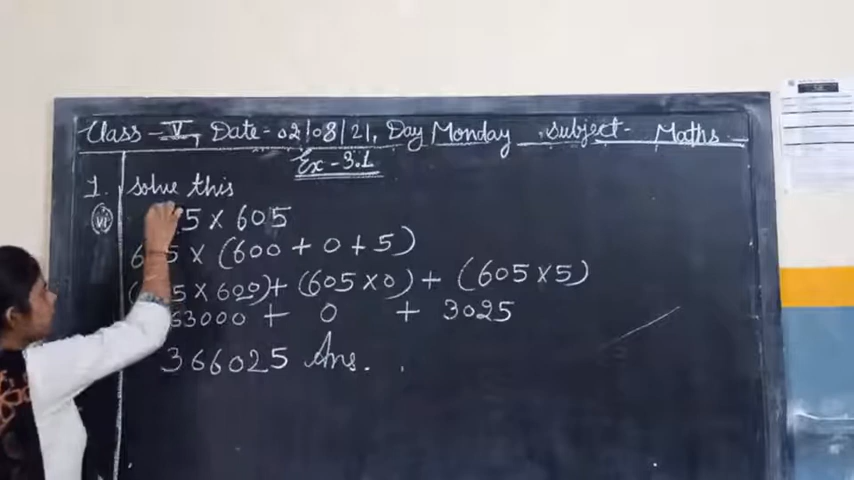 Class - V, Date - 02/08/21, Day Monday, Subject - Maths
Ex - 3.1
1. Solve this
(vi) 5 × 605
5 × (600 + 0 + 5)
5 × 600) + (605 × 0) + (605 × 5)
63000 + 0 + 3025
366025 Ans.